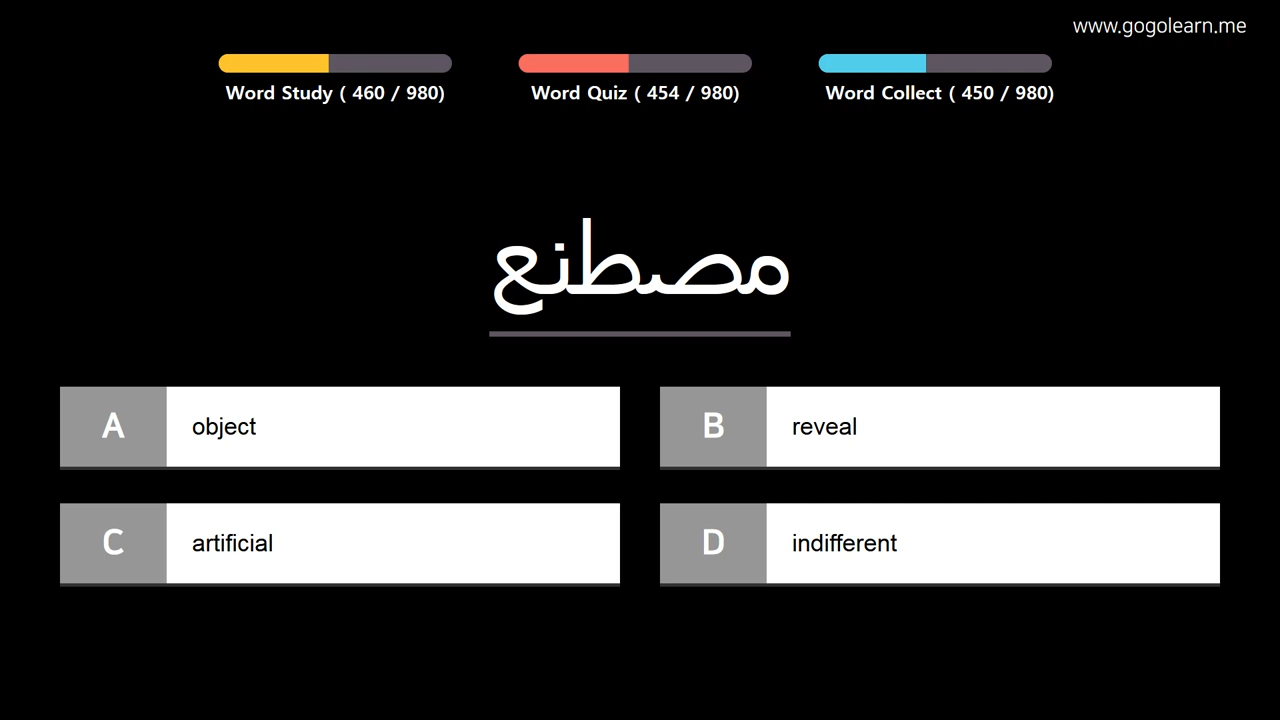 www.gogolearn.me
Word Study ( 460 / 980)
Word Quiz ( 454 / 980)
Word Collect ( 450 / 980)
مصطنع
A object
B reveal
C artificial
D indifferent